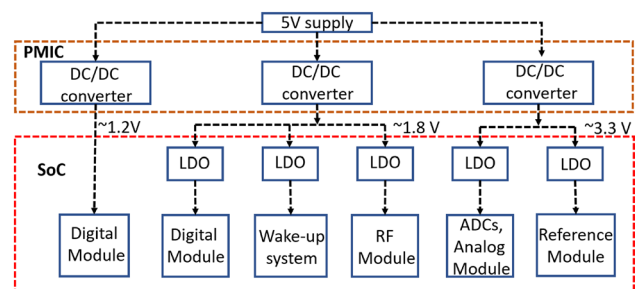 5V supply
PMIC
DC/DC
converter
DC/DC
converter
DC/DC
converter
~1.2V
~1.8 V
~3.3 V
SoC
LDO
LDO
LDO
LDO
LDO
Digital
Module
Digital
Module
Wake-up
system
RF
Module
ADCs,
Analog
Module
Reference
Module